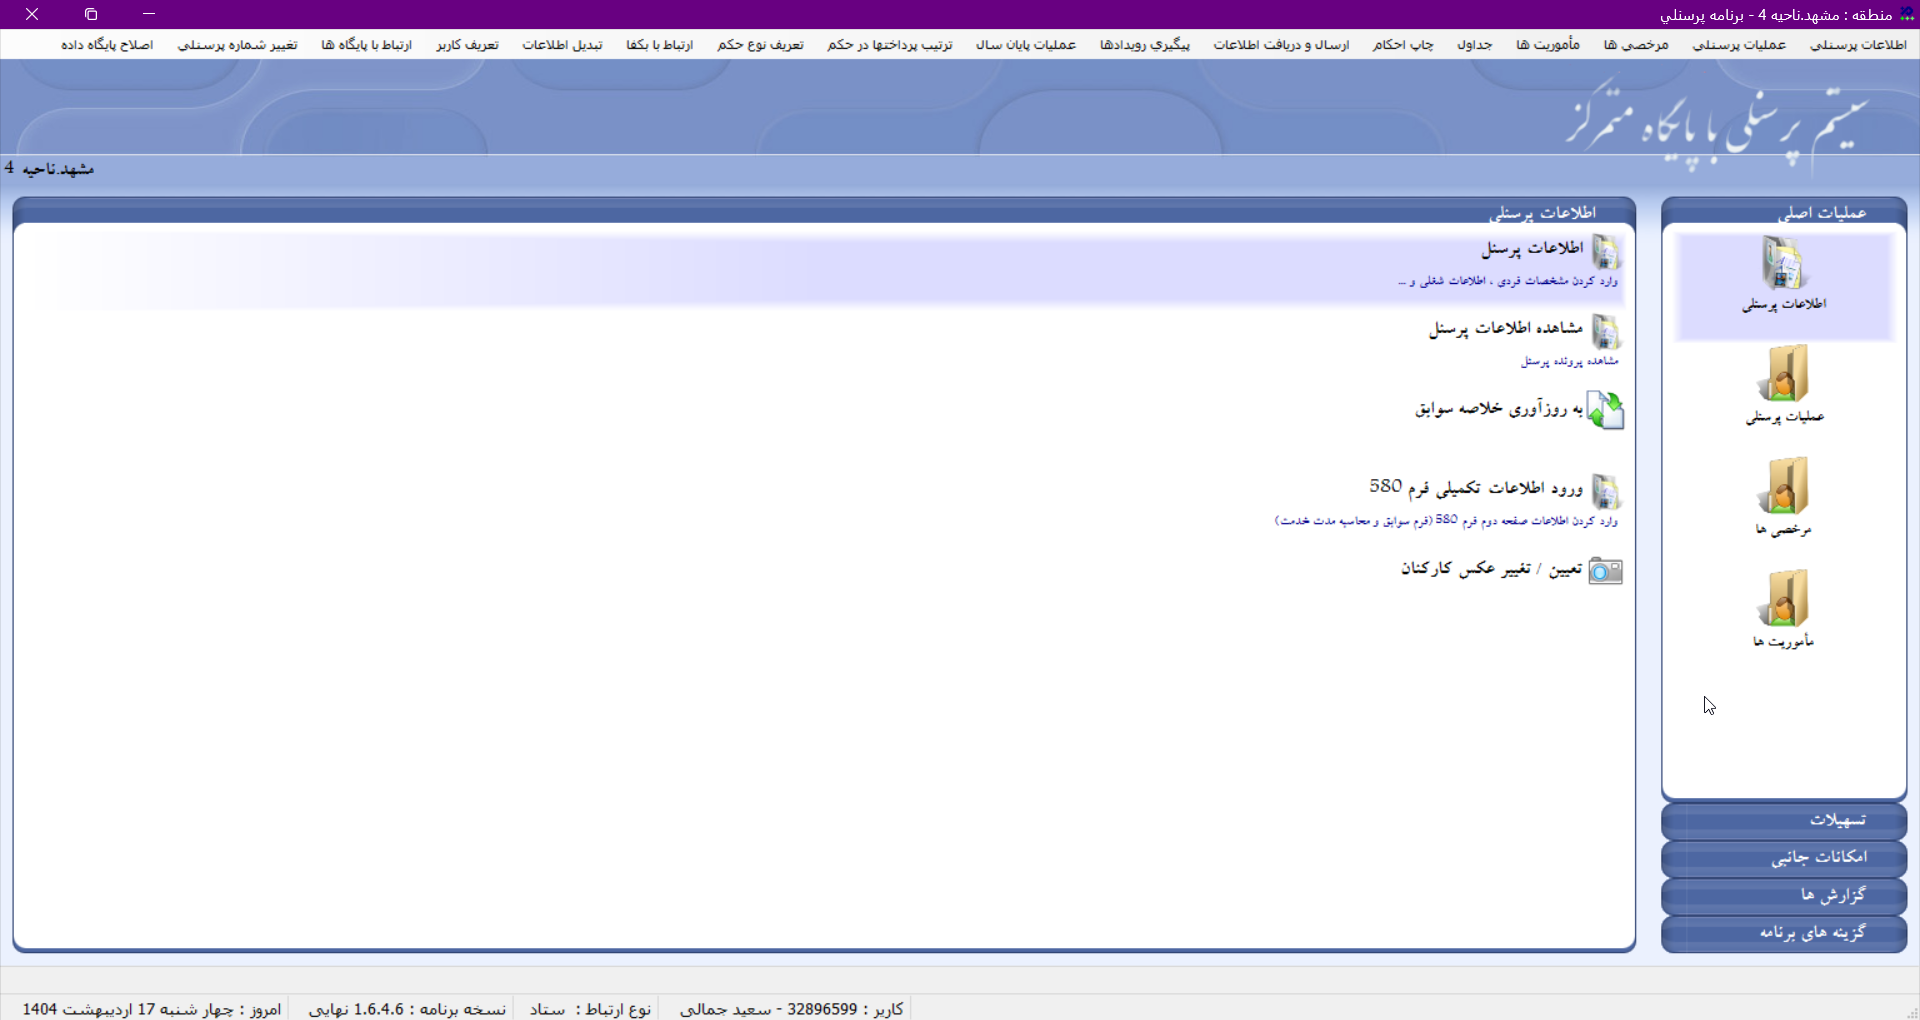 منطقه : مشهد.ناحیه 4 - برنامه پرسنلي
اطلاعات پرسنلی
عملیات پرسنلی
مرخصی ها
مأموریت ها
جداول
چاپ احکام
ارسال و دریافت اطلاعات
پیگیري رویدادها
عملیات پایان سال
ترتیب پرداختها در حکم
تعریف نوع حکم
ارتباط با بکفا
تبدیل اطلاعات
تعریف کاربر
ارتباط با پایگاه ها
تغییر شماره پرسنلی
اصلاح پایگاه داده
سیستم پرسنلی با پایگاه متمرکز
مشهد.ناحیه 4
عملیات اصلی
اطلاعات پرسنلی
عملیات پرسنلی
مرخصی ها
مأموریت ها
تسهیلات
امکانات جانبی
گزارش ها
گزینه های برنامه
اطلاعات پرسنلی
اطلاعات پرسنل
وارد کردن مشخصات فردی ، اطلاعات شغلی و ...
مشاهده اطلاعات پرسنل
مشاهده پرونده پرسنل
به روزآوری خلاصه سوابق
ورود اطلاعات تکمیلی فرم 580
وارد کردن اطلاعات صفحه دوم فرم 580 (فرم سوابق و محاسبه مدت خدمت)
تعیین / تغییر عکس کارکنان
کاربر : 32896599 - سعید جمالی
نوع ارتباط : ستاد
نسخه برنامه : 1.6.4.6 نهایی
امروز : چهار شنبه 17 اردیبهشت 1404